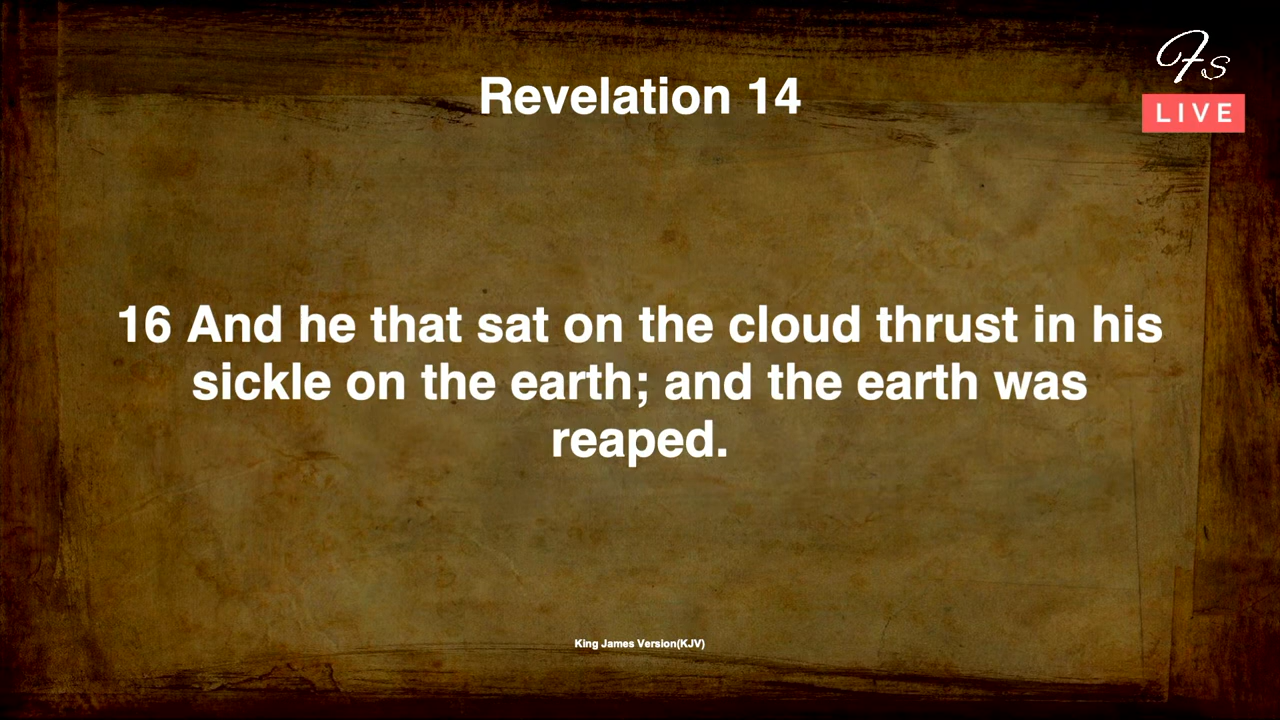 Revelation 14
Fs
LIVE
16 And he that sat on the cloud thrust in his
sickle on the earth; and the earth was
reaped.
King James Version(KJV)